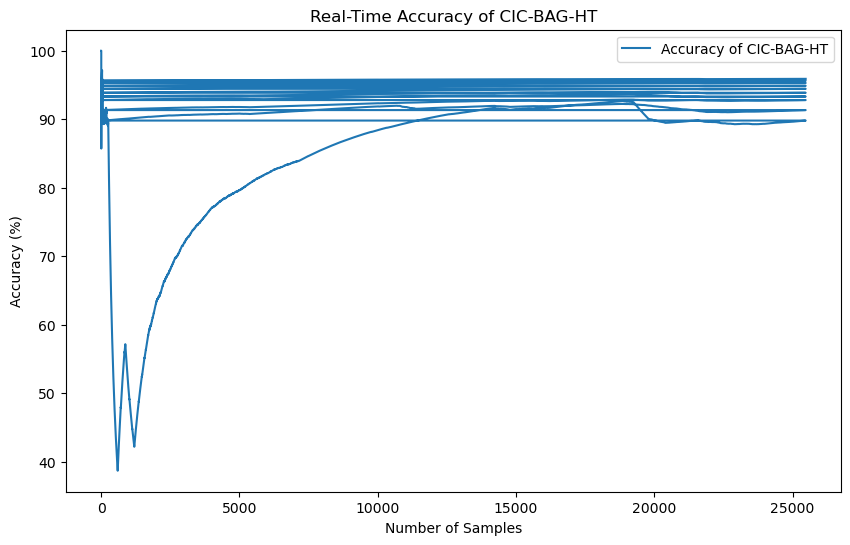 Real-Time Accuracy of CIC-BAG-HT
Accuracy of CIC-BAG-HT
100
90
80
70
60
50
40
Accuracy (%)
0 5000 10000 15000 20000 25000
Number of Samples